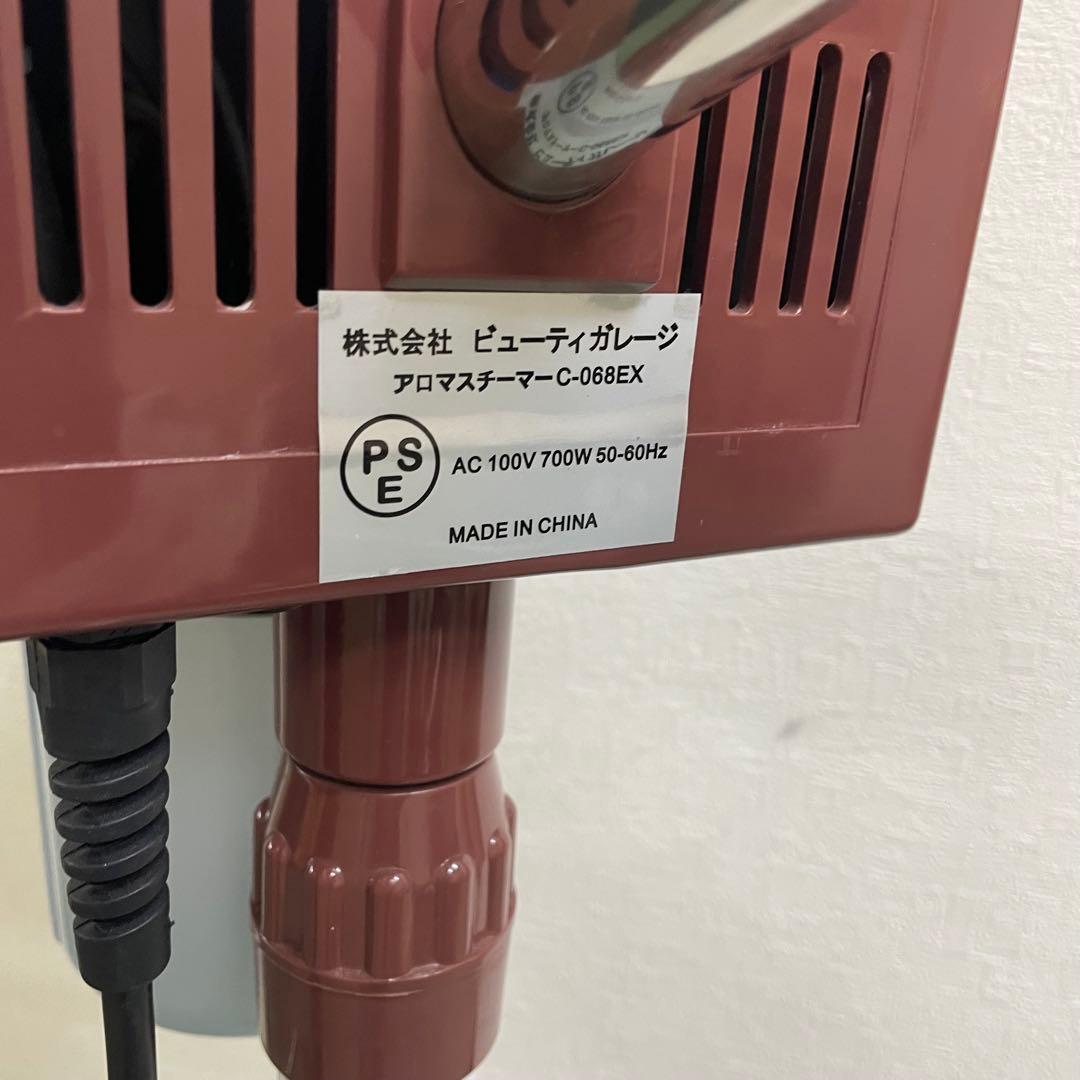 株式会社 ビューティガレージ
アロマスチーマーC-068EX
PSE
AC 100V 700W 50-60Hz
MADE IN CHINA